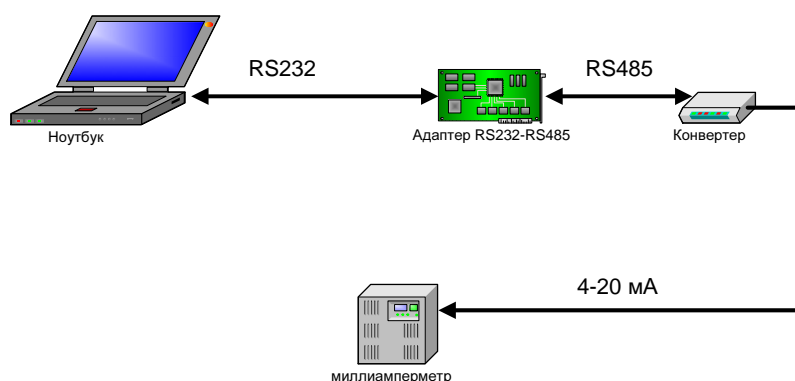 RS232
RS485
Ноутбук
Адаптер RS232-RS485
Конвертер
4-20 мА
миллиамперметр